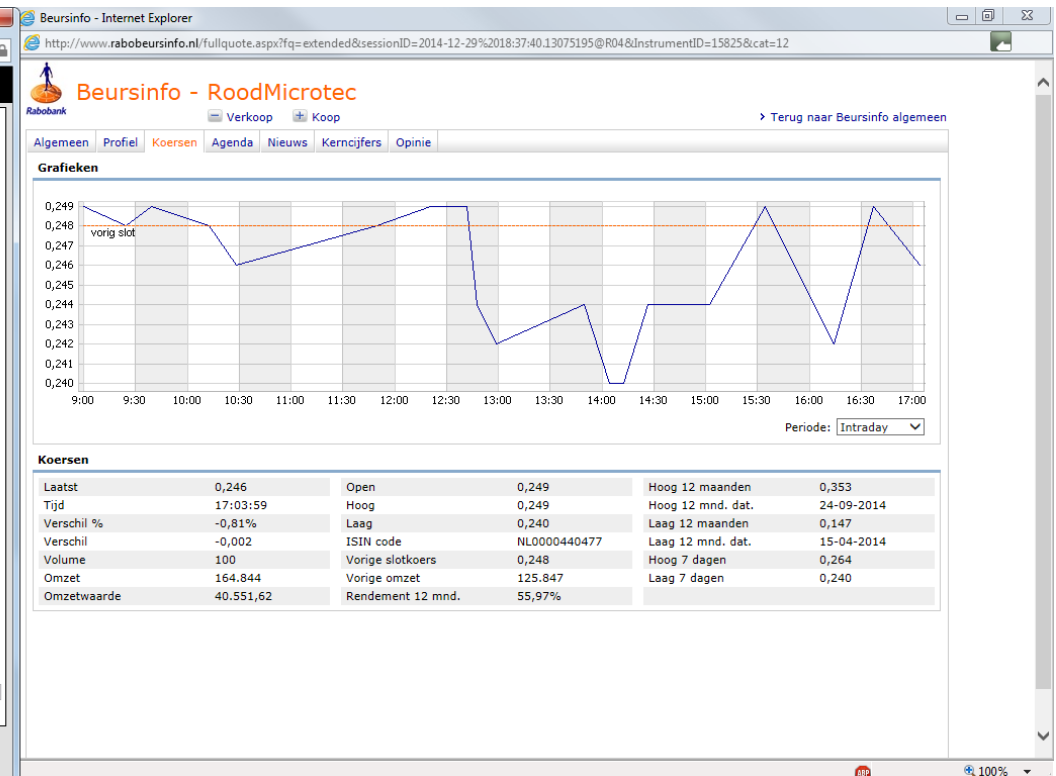 Beursinfo - Internet Explorer
http://www.rabobeursinfo.nl/fullquote.aspx?fq=extended&sessionID=2014-12-29%2018:37:40.13075195@R04&InstrumentID=15825&cat=12
Rabobank
Beursinfo - RoodMicrotec
Verkoop Koop
> Terug naar Beursinfo algemeen
Algemeen Profiel Koersen Agenda Nieuws Kerncijfers Opinie
Grafieken
0,249
0,248
vorig slot
0,247
0,246
0,245
0,244
0,243
0,242
0,241
0,240
9:00 9:30 10:00 10:30 11:00 11:30 12:00 12:30 13:00 13:30 14:00 14:30 15:00 15:30 16:00 16:30 17:00
Periode: Intraday
Koersen
Laatst 0,246 Open 0,249 Hoog 12 maanden 0,353
Tijd 17:03:59 Hoog 0,249 Hoog 12 mnd. dat. 24-09-2014
Verschil % -0,81% Laag 0,240 Laag 12 maanden 0,147
Verschil -0,002 ISIN code NL0000440477 Laag 12 mnd. dat. 15-04-2014
Volume 100 Vorige slotkoers 0,248 Hoog 7 dagen 0,264
Omzet 164.844 Vorige omzet 125.847 Laag 7 dagen 0,240
Omzetwaarde 40.551,62 Rendement 12 mnd. 55,97%
ABP
100%